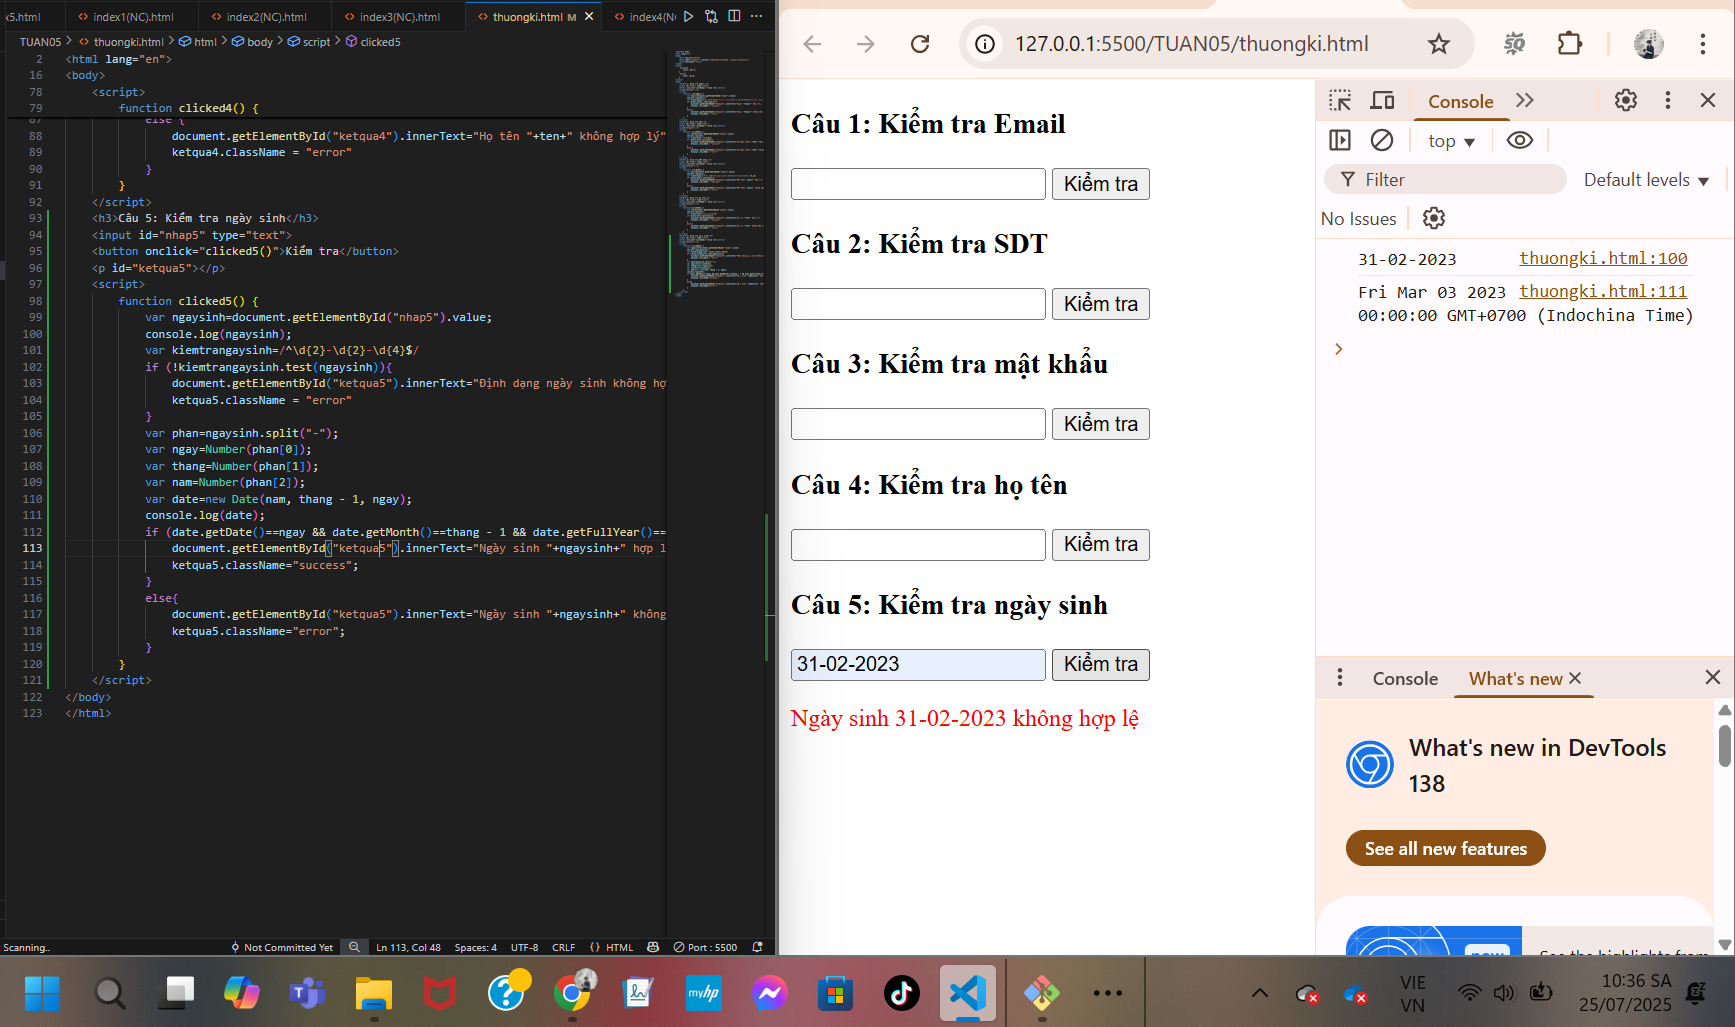 x5.html
index1(NC).html
index2(NC).html
index3(NC).html
thuongki.html M
index4(N
TUAN05 > thuongki.html > html > body > script > clicked5
2 <html lang="en">
16 <body>
78 <script>
79 function clicked4() {
87 else {
88 document.getElementById("ketqua4").innerText="Họ tên "+ten+" không hợp lý"
89 ketqua4.className = "error"
90 }
91 }
92 </script>
93 <h3>Câu 5: Kiểm tra ngày sinh</h3>
94 <input id="nhap5" type="text">
95 <button onclick="clicked5()">Kiểm tra</button>
96 <p id="ketqua5"></p>
97 <script>
98 function clicked5() {
99 var ngaysinh=document.getElementById("nhap5").value;
100 console.log(ngaysinh);
101 var kiemtrangaysinh=/^\d{2}-\d{2}-\d{4}$/
102 if (!kiemtrangaysinh.test(ngaysinh)){
103 document.getElementById("ketqua5").innerText="Định dạng ngày sinh không hợ
104 ketqua5.className = "error"
105 }
106 var phan=ngaysinh.split("-");
107 var ngay=Number(phan[0]);
108 var thang=Number(phan[1]);
109 var nam=Number(phan[2]);
110 var date=new Date(nam, thang - 1, ngay);
111 console.log(date);
112 if (date.getDate()==ngay && date.getMonth()==thang - 1 && date.getFullYear()==
113 document.getElementById("ketqua5").innerText="Ngày sinh "+ngaysinh+" hợp l
114 ketqua5.className="success";
115 }
116 else{
117 document.getElementById("ketqua5").innerText="Ngày sinh "+ngaysinh+" không
118 ketqua5.className="error";
119 }
120 }
121 </script>
122 </body>
123 </html>
Scanning..
Not Committed Yet
Ln 113, Col 48
Spaces: 4
UTF-8
CRLF
{} HTML
Port : 5500
127.0.0.1:5500/TUAN05/thuongki.html
Câu 1: Kiểm tra Email
Kiểm tra
Câu 2: Kiểm tra SDT
Kiểm tra
Câu 3: Kiểm tra mật khẩu
Kiểm tra
Câu 4: Kiểm tra họ tên
Kiểm tra
Câu 5: Kiểm tra ngày sinh
31-02-2023 Kiểm tra
Ngày sinh 31-02-2023 không hợp lệ
Console
top
Filter
Default levels
No Issues
31-02-2023 thuongki.html:100
Fri Mar 03 2023 thuongki.html:111
00:00:00 GMT+0700 (Indochina Time)
Console
What's new
What's new in DevTools
138
See all new features
new
See the highlights from
myhp
VIE
VN
10:36 SA
25/07/2025